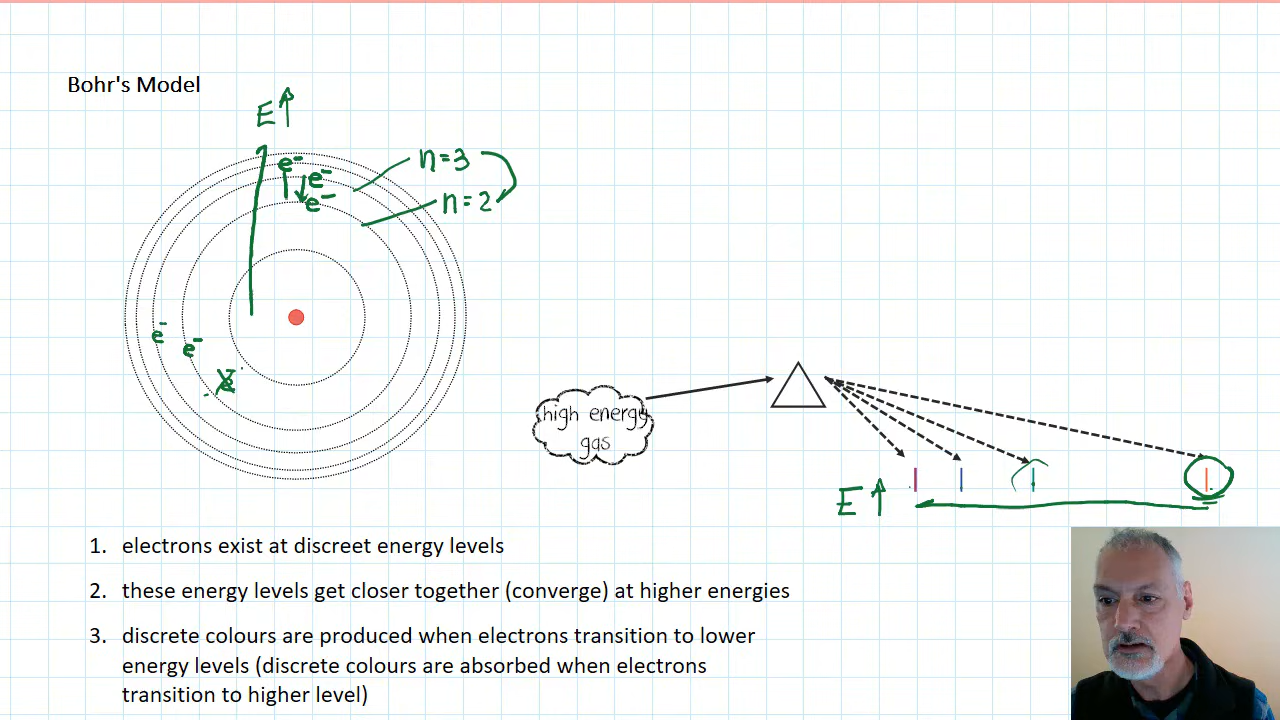 Bohr's Model
E↑
e⁻
e⁻
e⁻
n=3
n=2
e⁻
e⁻
high energy
gas
E↑
1. electrons exist at discreet energy levels
2. these energy levels get closer together (converge) at higher energies
3. discrete colours are produced when electrons transition to lower
energy levels (discrete colours are absorbed when electrons
transition to higher level)